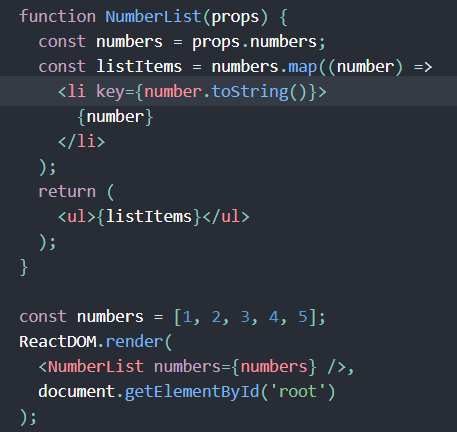 function NumberList(props) {
  const numbers = props.numbers;
  const listItems = numbers.map((number) =>
    <li key={number.toString()}>
      {number}
    </li>
  );
  return (
    <ul>{listItems}</ul>
  );
}

const numbers = [1, 2, 3, 4, 5];
ReactDOM.render(
  <NumberList numbers={numbers} />,
  document.getElementById('root')
);